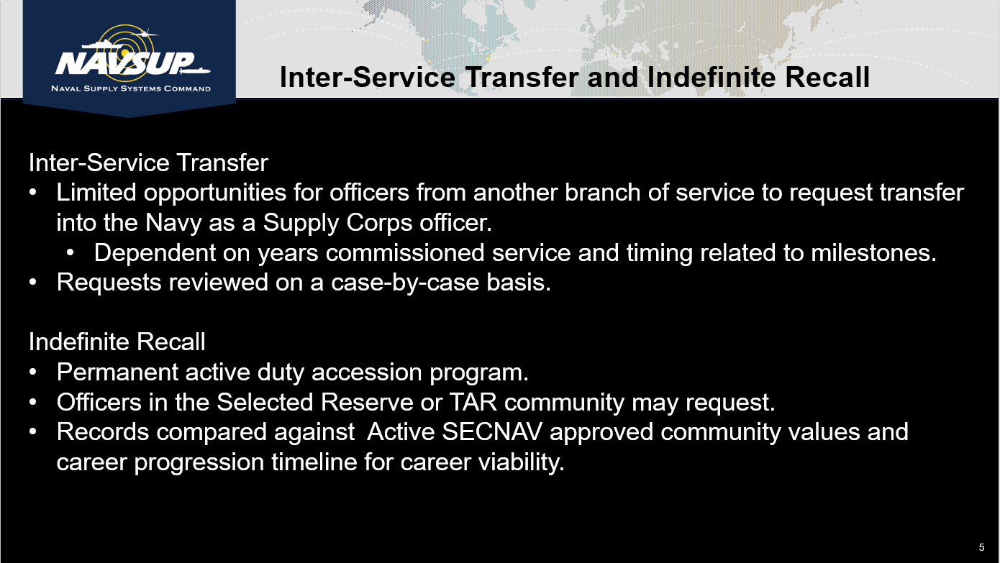 NAVSUP
NAVAL SUPPLY SYSTEMS COMMAND
Inter-Service Transfer and Indefinite Recall
Inter-Service Transfer
• Limited opportunities for officers from another branch of service to request transfer
into the Navy as a Supply Corps officer.
• Dependent on years commissioned service and timing related to milestones.
• Requests reviewed on a case-by-case basis.
Indefinite Recall
• Permanent active duty accession program.
• Officers in the Selected Reserve or TAR community may request.
• Records compared against  Active SECNAV approved community values and
career progression timeline for career viability.
5